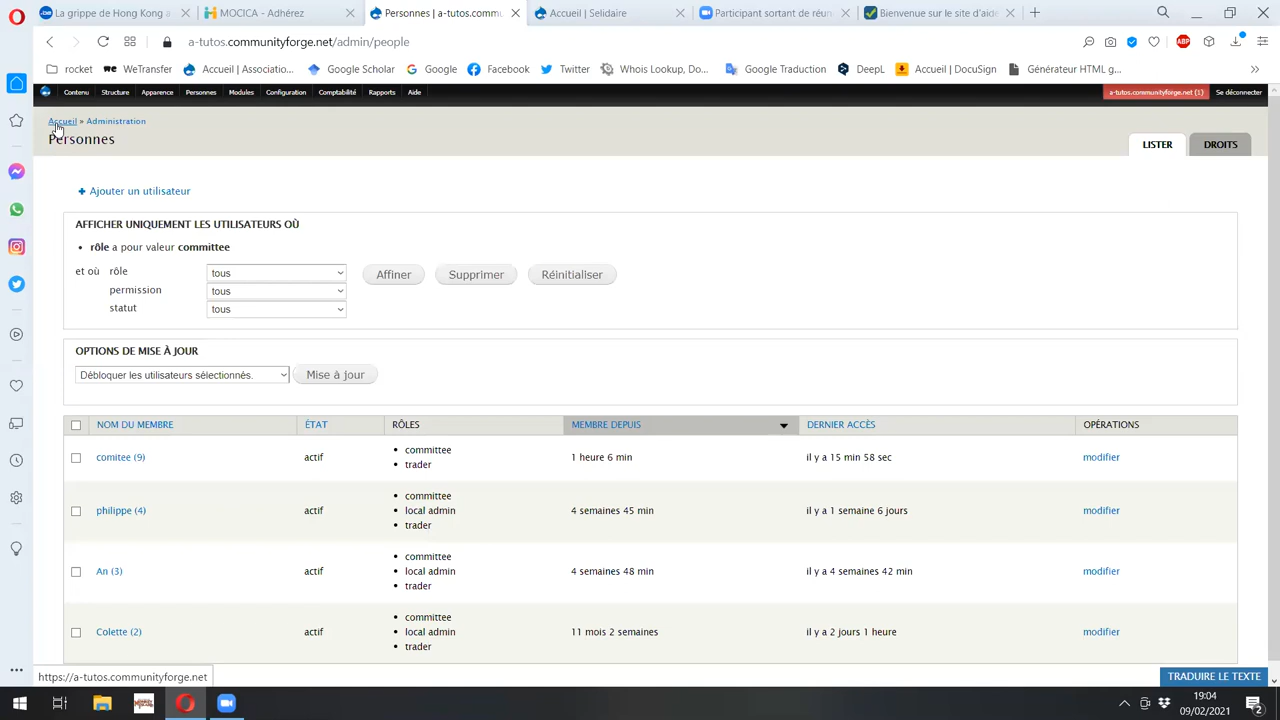 La grippe de Hong Kong a
MOCICA - Adhérez
Personnes | a-tutos.commu
Accueil | Selidaire
Participant sortant de réun
Bienvenue sur le site d'aide
a-tutos.communityforge.net/admin/people
rocket
WeTransfer
Accueil | Associatio...
Google Scholar
Google
Facebook
Twitter
Whois Lookup, Do...
Google Traduction
DeepL
Accueil | DocuSign
Générateur HTML g...
Contenu
Structure
Apparence
Personnes
Modules
Configuration
Comptabilité
Rapports
Aide
a-tutos.communityforge.net (1)
Se déconnecter
Accueil » Administration
Personnes
LISTER
DROITS
Ajouter un utilisateur
AFFICHER UNIQUEMENT LES UTILISATEURS OÙ
rôle a pour valeur committee
et où rôle tous
permission tous
statut tous
Affiner
Supprimer
Réinitialiser
OPTIONS DE MISE À JOUR
Débloquer les utilisateurs sélectionnés.
Mise à jour
NOM DU MEMBRE ÉTAT RÔLES MEMBRE DEPUIS DERNIER ACCÈS OPÉRATIONS
comitee (9) actif committee 1 heure 6 min il y a 15 min 58 sec modifier
trader
committee
philippe (4) actif local admin 4 semaines 45 min il y a 1 semaine 6 jours modifier
trader
committee
An (3) actif local admin 4 semaines 48 min il y a 4 semaines 42 min modifier
trader
committee
Colette (2) actif local admin 11 mois 2 semaines il y a 2 jours 1 heure modifier
trader
https://a-tutos.communityforge.net
TRADUIRE LE TEXTE
19:04
09/02/2021
2